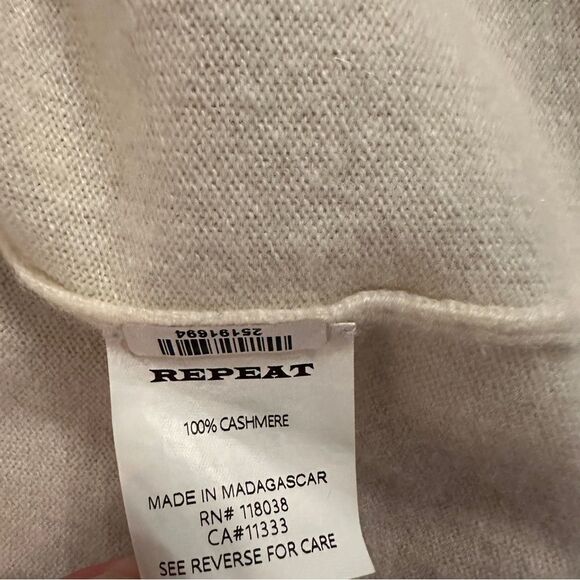 25191694
REPEAT
100% CASHMERE
MADE IN MADAGASCAR
RN# 118038
CA#11333
SEE REVERSE FOR CARE